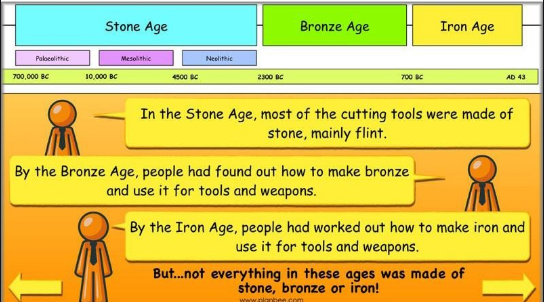 Stone Age
Bronze Age
Iron Age
Palaeolithic
Mesolithic
Neolithic
700,000 BC
10,000 BC
4500 BC
2300 BC
700 BC
AD 43
In the Stone Age, most of the cutting tools were made of
stone, mainly flint.
By the Bronze Age, people had found out how to make bronze
and use it for tools and weapons.
By the Iron Age, people had worked out how to make iron and
use it for tools and weapons.
But...not everything in these ages was made of
stone, bronze or iron!
www.planbee.com